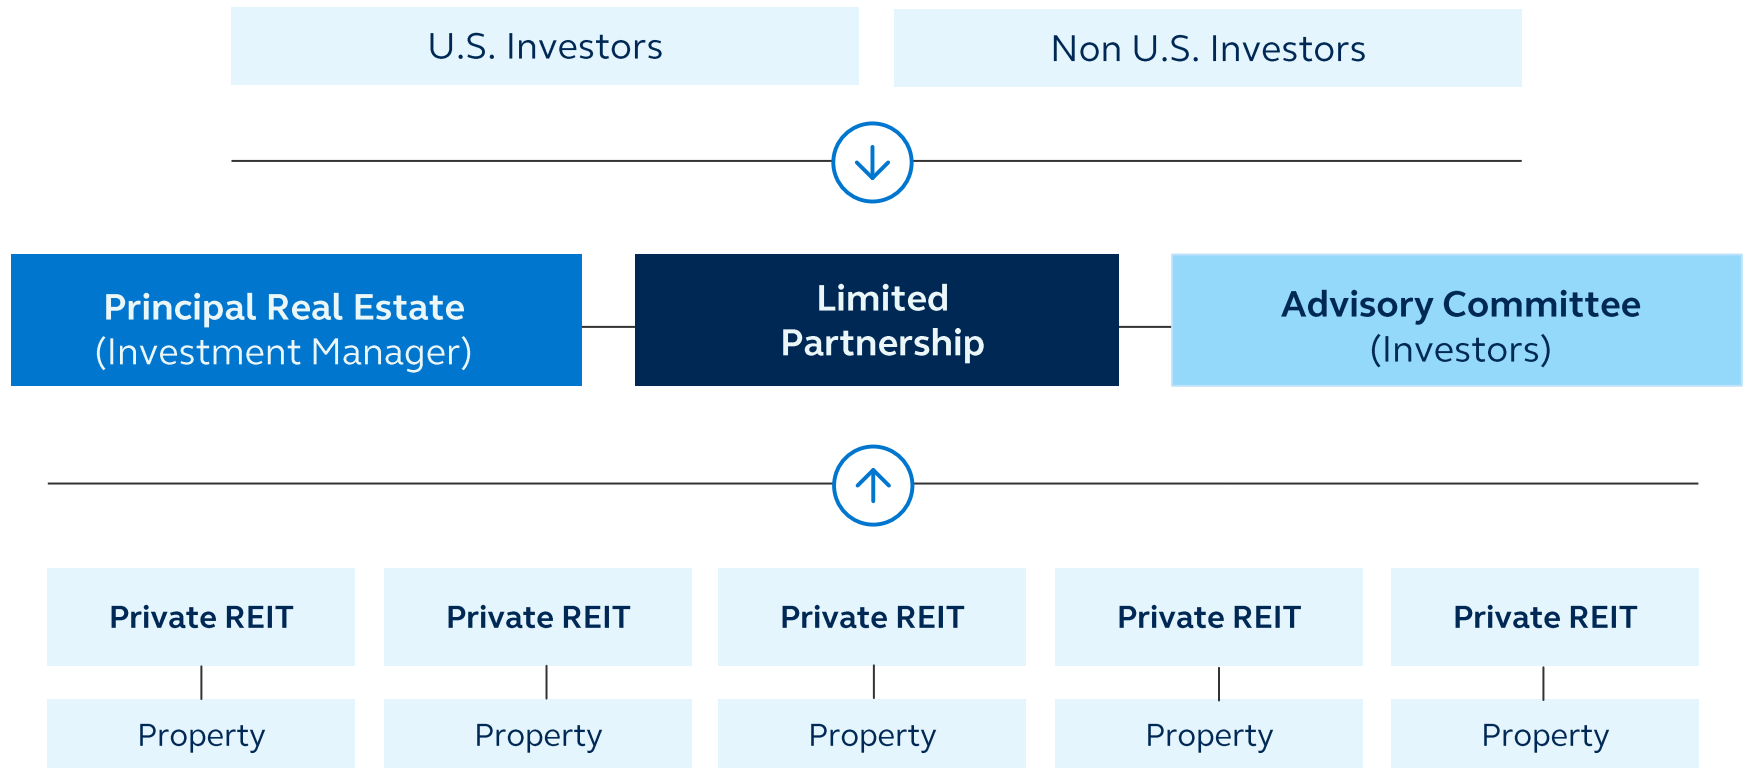 U.S. Investors
Non U.S. Investors
Principal Real Estate
(Investment Manager)
Limited
Partnership
Advisory Committee
(Investors)
Private REIT
Private REIT
Private REIT
Private REIT
Private REIT
Property
Property
Property
Property
Property